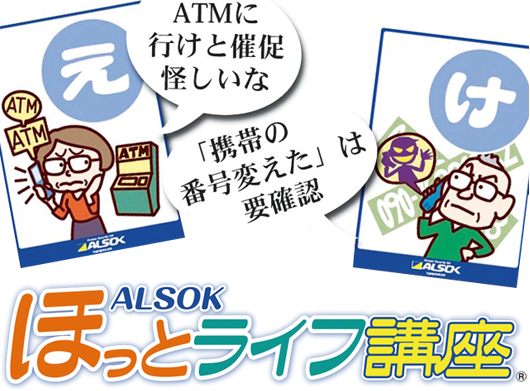 ATMに
行けと催促
怪しいな
え
ATM
ATM
ATM
ALSOK
「携帯の
番号変えた」は
要確認
け
090-
ALSOK
ALSOK
ほっとライフ講座®